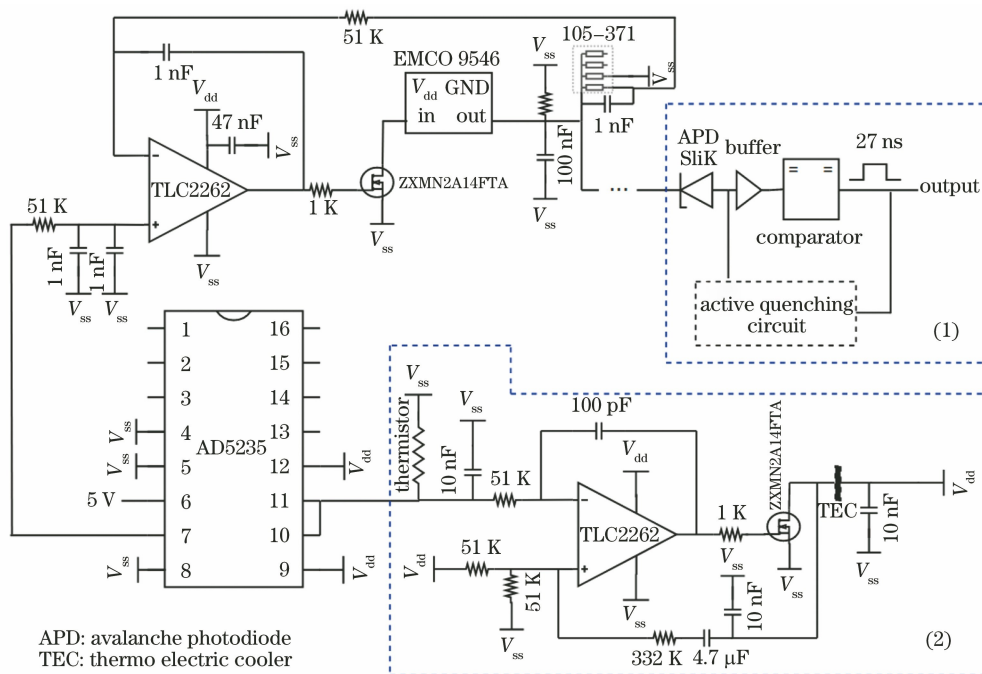 51 K
1 nF
V_dd
47 nF
V_ss
TLC2262
−
+
1 K
51 K
1 nF
1 nF
V_ss
V_ss
V_ss
EMCO 9546
V_dd GND
in out
ZXMN2A14FTA
V_ss
V_ss
100 nF
V_ss
105−371
V_ss
1 nF
...
APD
SliK
buffer
= =
comparator
27 ns
output
active quenching
circuit
(1)
1 16
2 15
3 14
V_ss 4 13
AD5235
V_ss 5 12 V_dd
5 V 6 11
7 10
V_ss 8 9 V_dd
V_ss
thermistor
V_ss
10 nF
51 K
100 pF
V_dd
−
TLC2262
+
V_ss
V_dd
51 K
51 K
V_ss
1 K
ZXMN2A14FTA
V_ss
V_ss
10 nF
332 K
4.7 μF
TEC
V_dd
10 nF
V_ss
(2)
APD: avalanche photodiode
TEC: thermo electric cooler